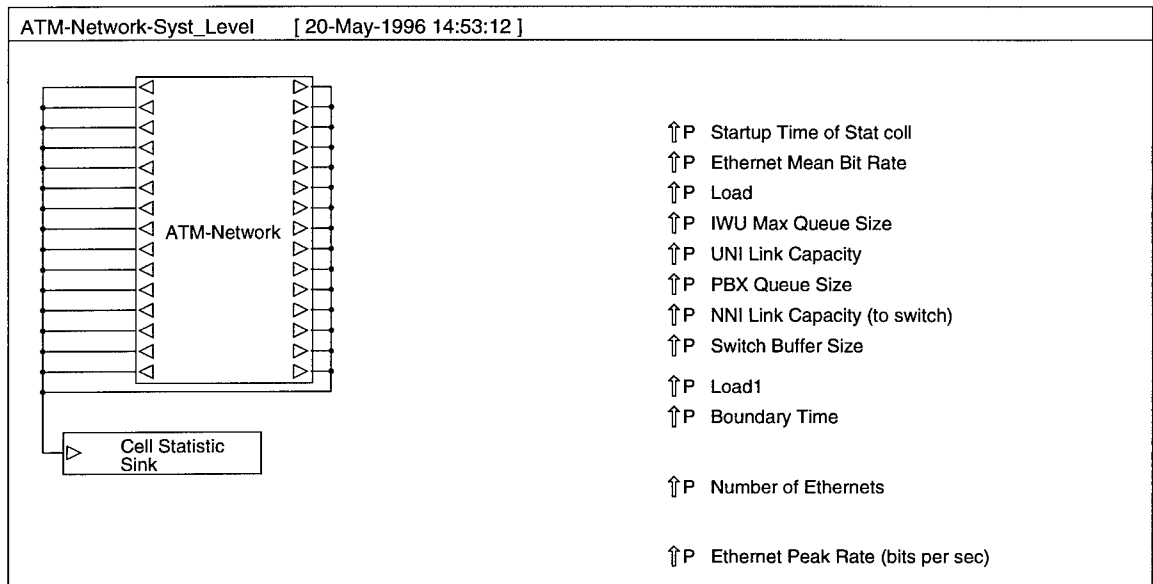 ATM-Network-Syst_Level [ 20-May-1996 14:53:12 ]
ATM-Network
Cell Statistic
Sink
⇑P Startup Time of Stat coll
⇑P Ethernet Mean Bit Rate
⇑P Load
⇑P IWU Max Queue Size
⇑P UNI Link Capacity
⇑P PBX Queue Size
⇑P NNI Link Capacity (to switch)
⇑P Switch Buffer Size
⇑P Load1
⇑P Boundary Time
⇑P Number of Ethernets
⇑P Ethernet Peak Rate (bits per sec)